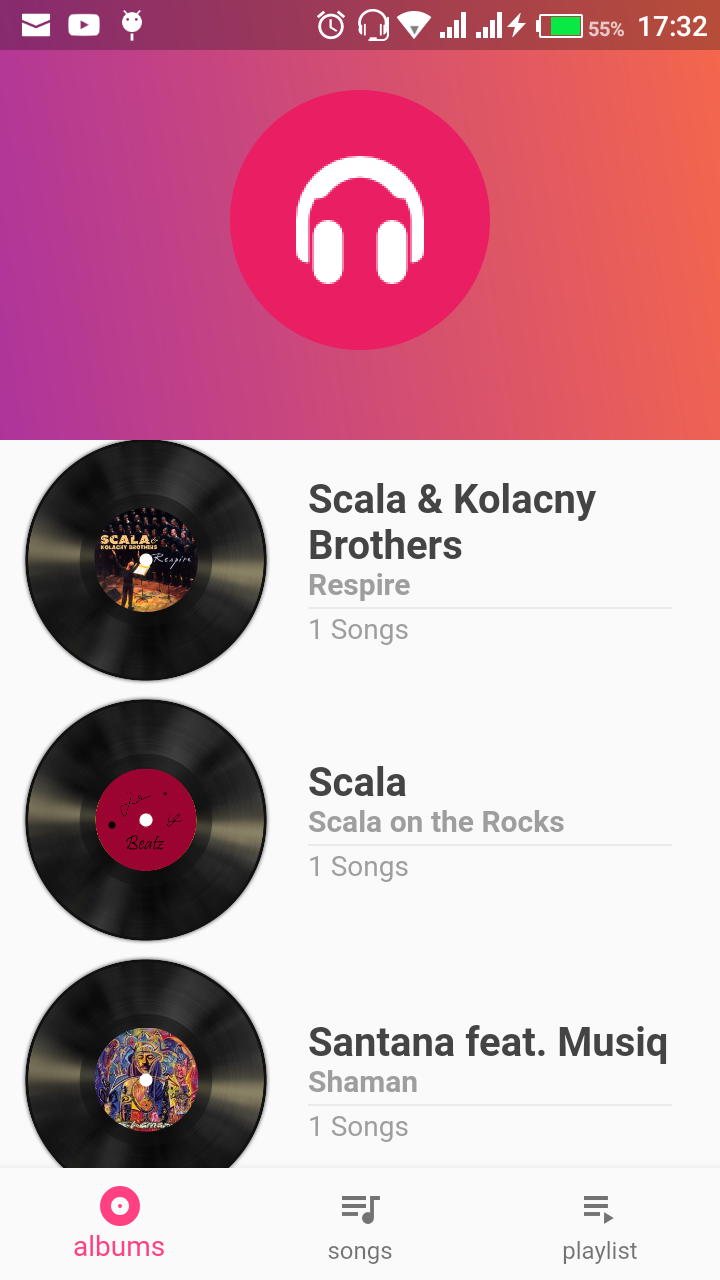 55% 17:32
SCALA &
KOLACNY BROTHERS
Respire
Scala & Kolacny
Brothers
Respire
1 Songs
Beatz
Scala
Scala on the Rocks
1 Songs
Santana feat. Musiq
Shaman
1 Songs
albums
songs
playlist